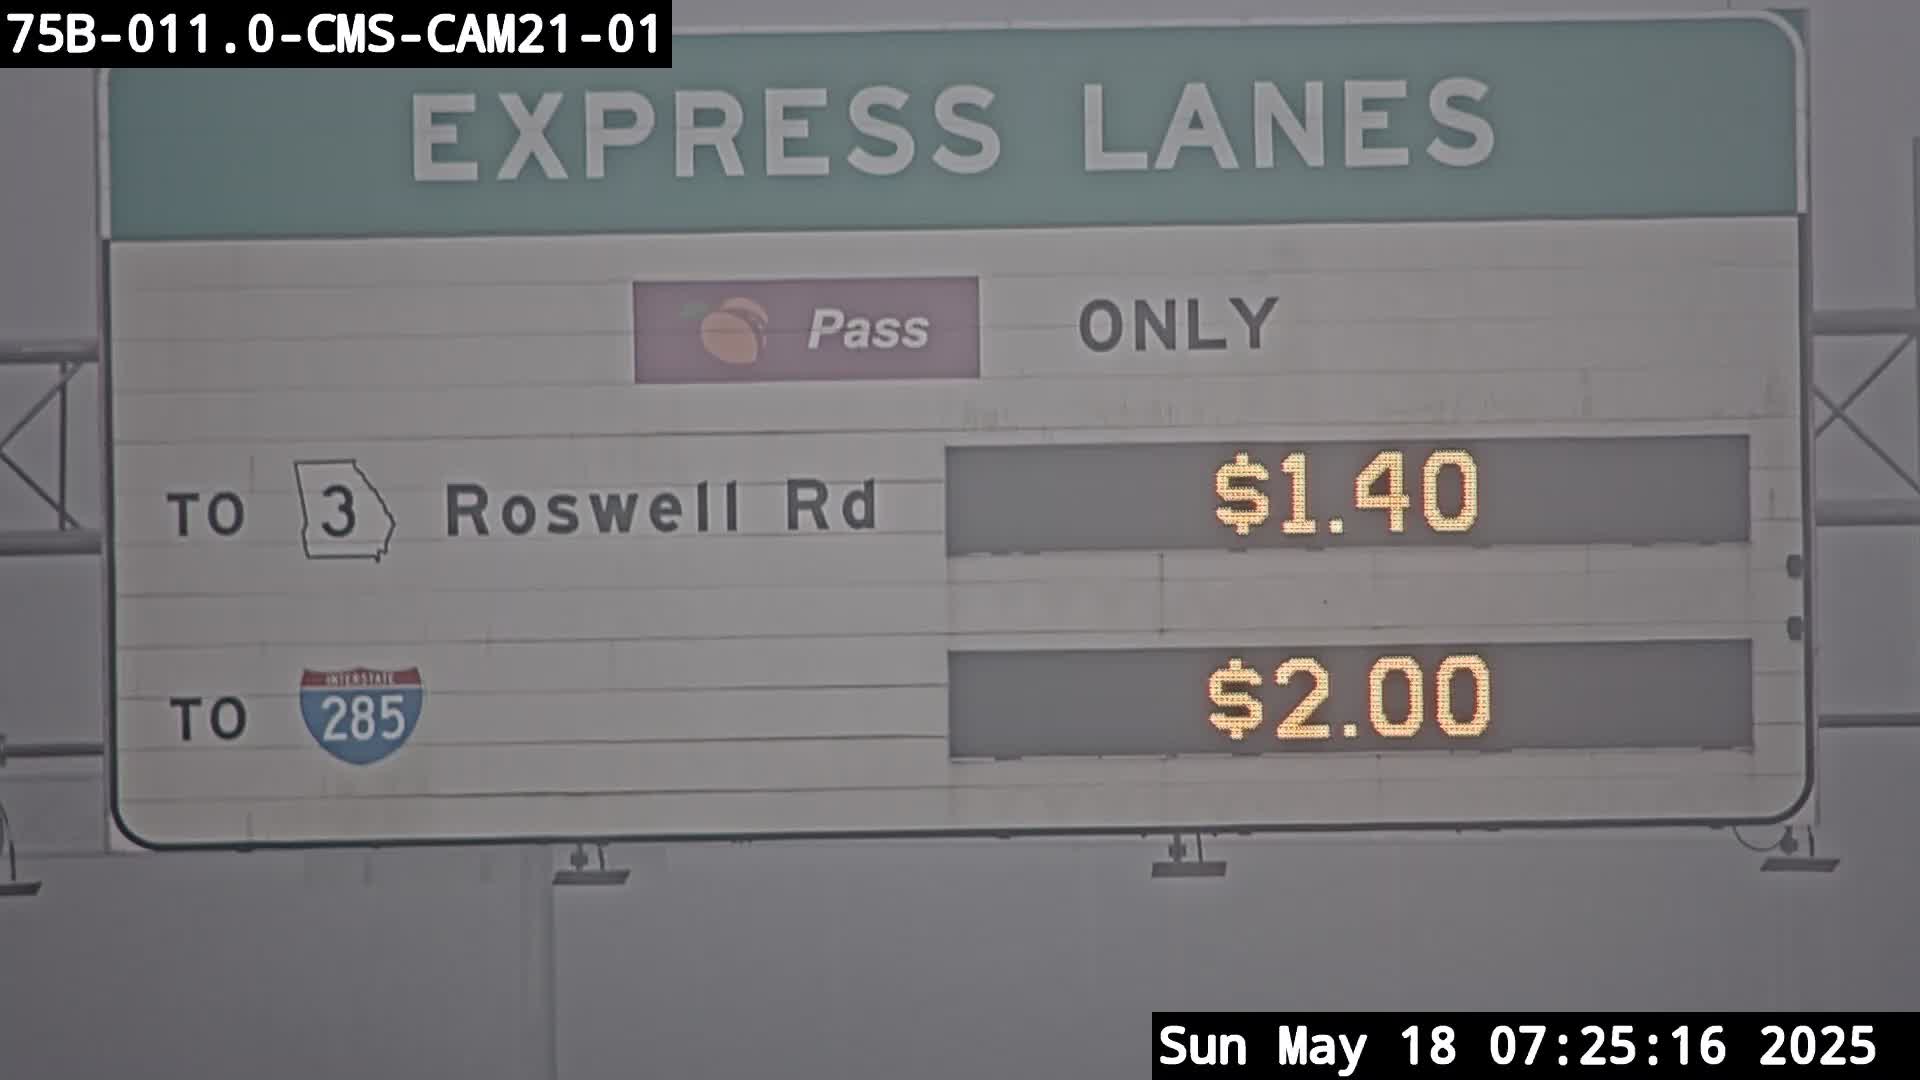 75B-011.0-CMS-CAM21-01
EXPRESS LANES
Pass ONLY
TO 3 Roswell Rd $1.40
INTERSTATE
TO 285 $2.00
Sun May 18 07:25:16 2025